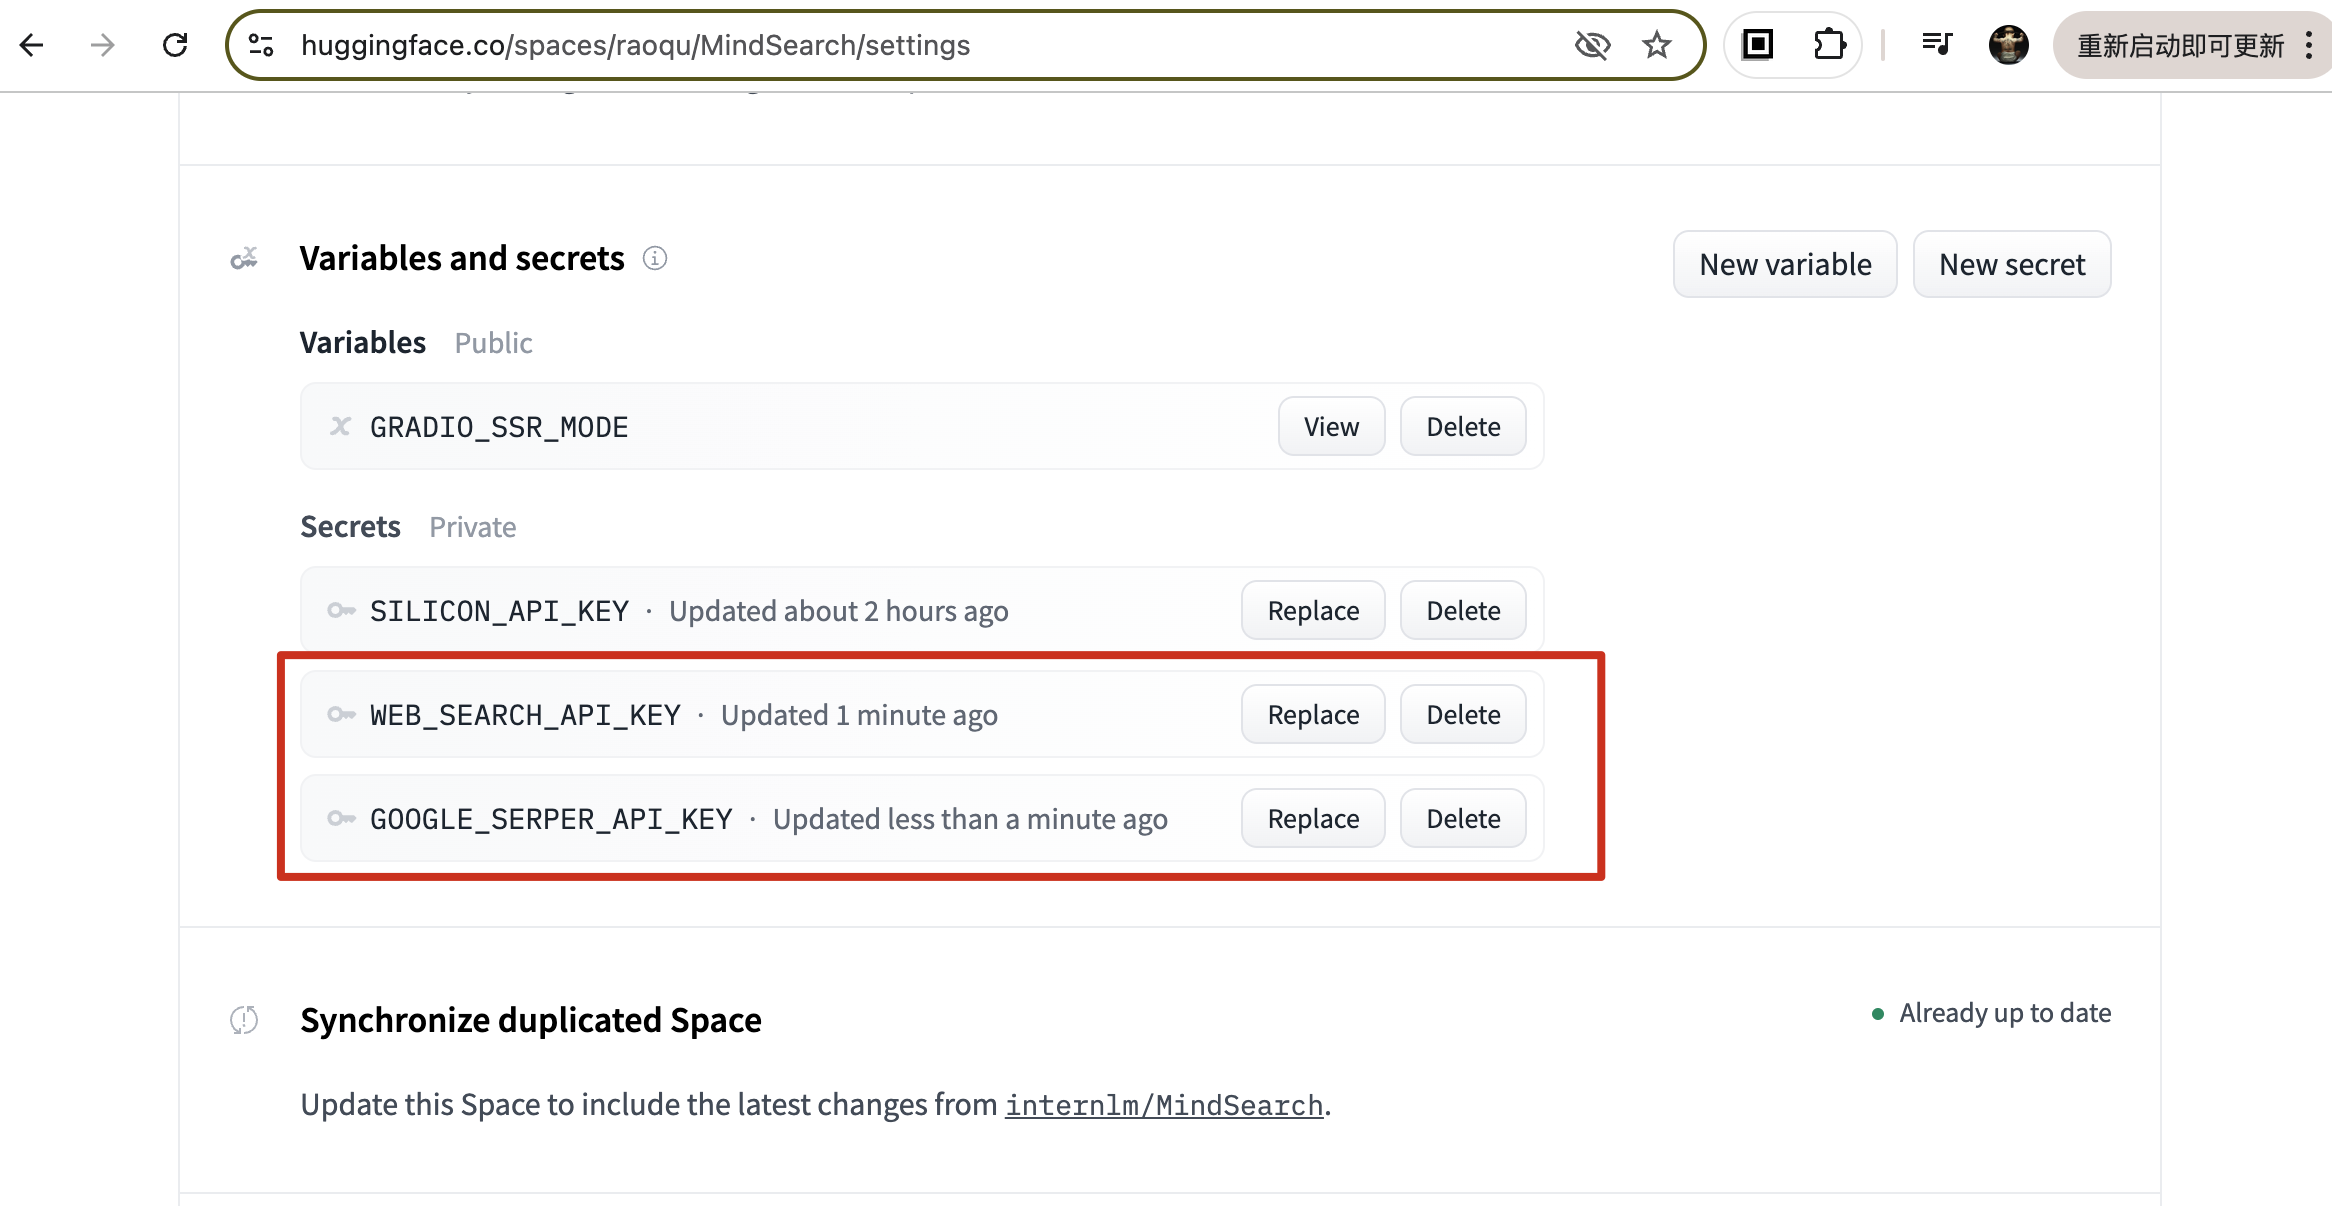 huggingface.co/spaces/raoqu/MindSearch/settings
重新启动即可更新
Variables and secrets
New variable
New secret
Variables Public
GRADIO_SSR_MODE
View
Delete
Secrets Private
SILICON_API_KEY · Updated about 2 hours ago
Replace
Delete
WEB_SEARCH_API_KEY · Updated 1 minute ago
Replace
Delete
GOOGLE_SERPER_API_KEY · Updated less than a minute ago
Replace
Delete
Synchronize duplicated Space
Already up to date
Update this Space to include the latest changes from internlm/MindSearch.